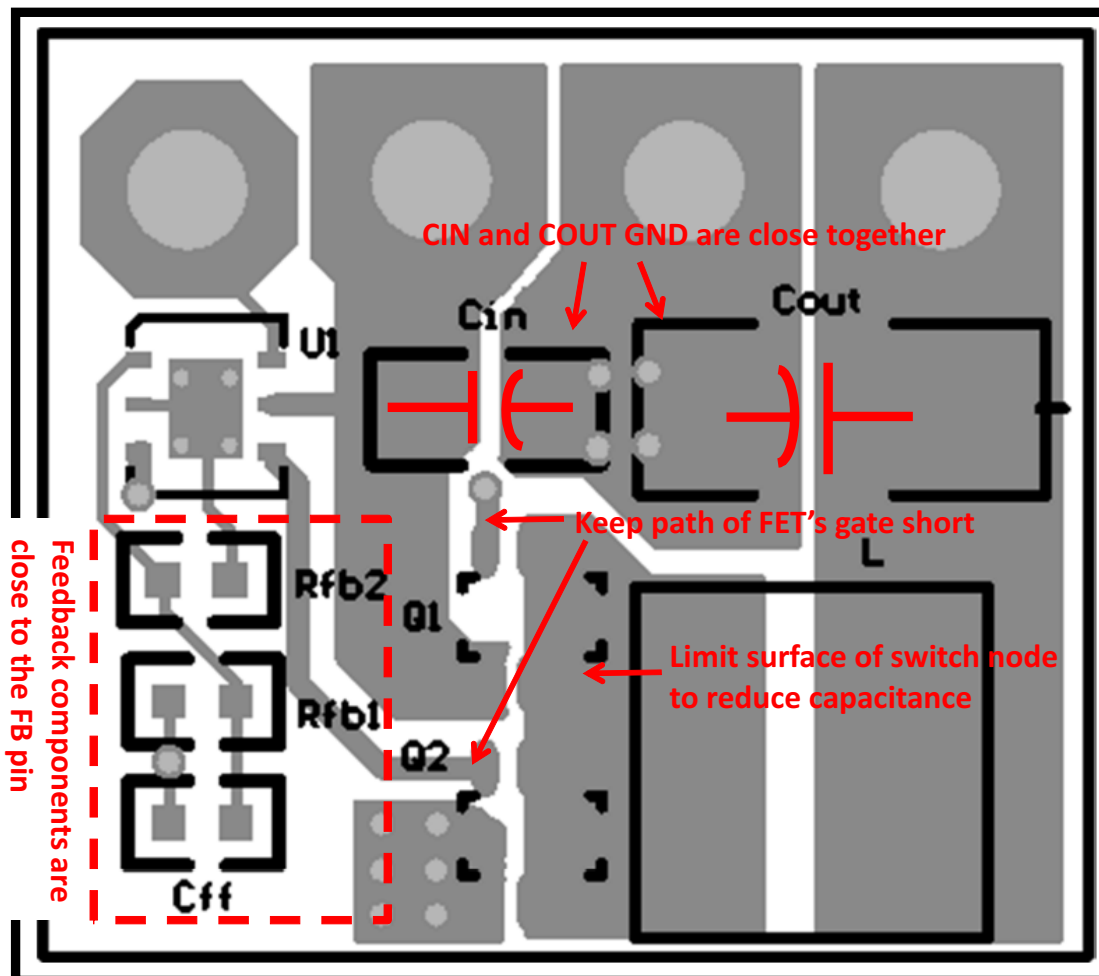 CIN and COUT GND are close together
Cin
Cout
U1
Keep path of FET's gate short
L
Rfb2
Q1
Limit surface of switch node
to reduce capacitance
Rfb1
Q2
Cff
Feedback components are
close to the FB pin